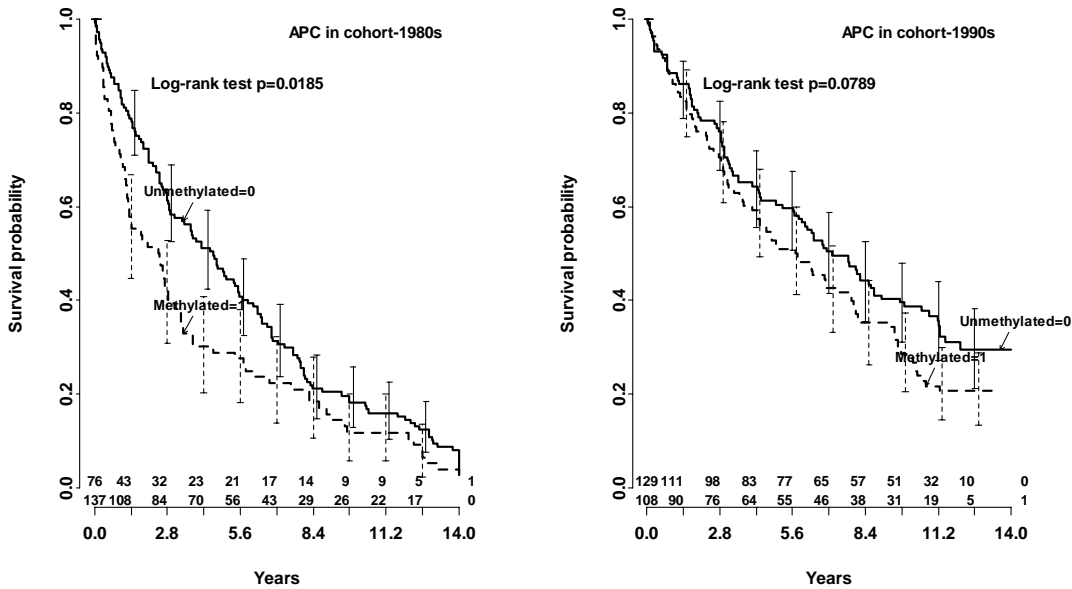 APC in cohort-1980s
Log-rank test p=0.0185
Survival probability
1.0
0.8
0.6
0.4
0.2
0.0
Unmethylated=0
Methylated=1
76 43 32 23 21 17 14 9 9 5 1
137 108 84 70 56 43 29 26 22 17 0
0.0 2.8 5.6 8.4 11.2 14.0
Years
APC in cohort-1990s
Log-rank test p=0.0789
Survival probability
1.0
0.8
0.6
0.4
0.2
0.0
Unmethylated=0
Methylated=1
129 111 98 83 77 65 57 51 32 10 0
108 90 76 64 55 46 38 31 19 5 1
0.0 2.8 5.6 8.4 11.2 14.0
Years